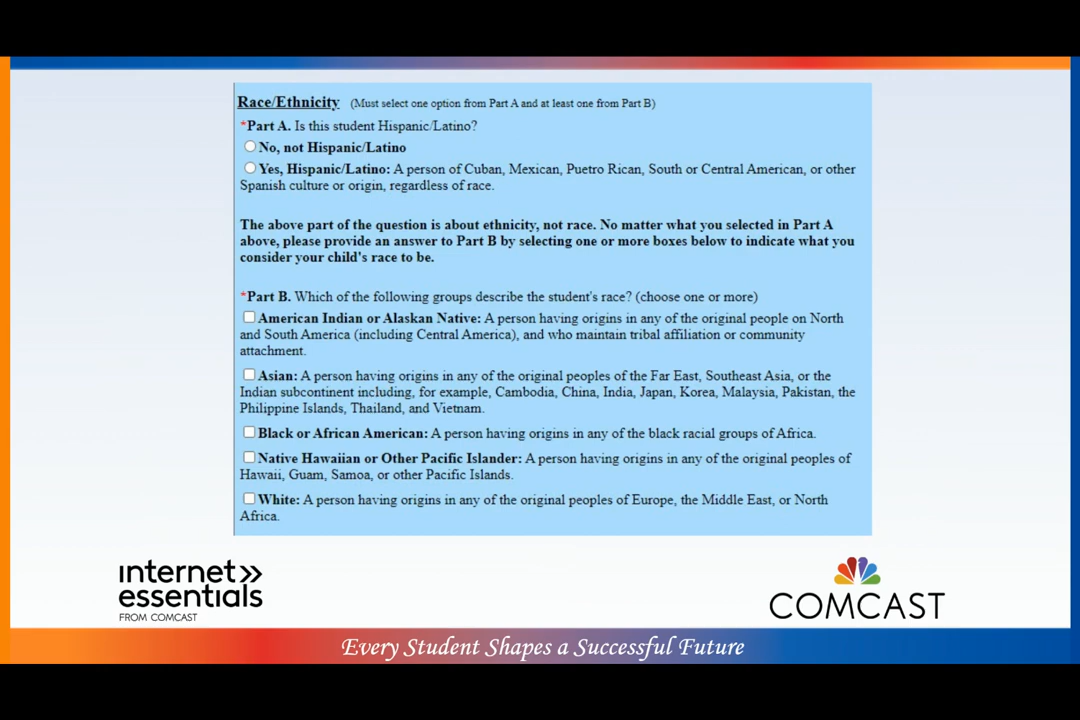 Race/Ethnicity (Must select one option from Part A and at least one from Part B)
*Part A. Is this student Hispanic/Latino?
No, not Hispanic/Latino
Yes, Hispanic/Latino: A person of Cuban, Mexican, Puetro Rican, South or Central American, or other
Spanish culture or origin, regardless of race.
The above part of the question is about ethnicity, not race. No matter what you selected in Part A
above, please provide an answer to Part B by selecting one or more boxes below to indicate what you
consider your child's race to be.
*Part B. Which of the following groups describe the student's race? (choose one or more)
American Indian or Alaskan Native: A person having origins in any of the original people on North
and South America (including Central America), and who maintain tribal affiliation or community
attachment.
Asian: A person having origins in any of the original peoples of the Far East, Southeast Asia, or the
Indian subcontinent including, for example, Cambodia, China, India, Japan, Korea, Malaysia, Pakistan, the
Philippine Islands, Thailand, and Vietnam.
Black or African American: A person having origins in any of the black racial groups of Africa.
Native Hawaiian or Other Pacific Islander: A person having origins in any of the original peoples of
Hawaii, Guam, Samoa, or other Pacific Islands.
White: A person having origins in any of the original peoples of Europe, the Middle East, or North
Africa.
internet
essentials
FROM COMCAST
COMCAST
Every Student Shapes a Successful Future